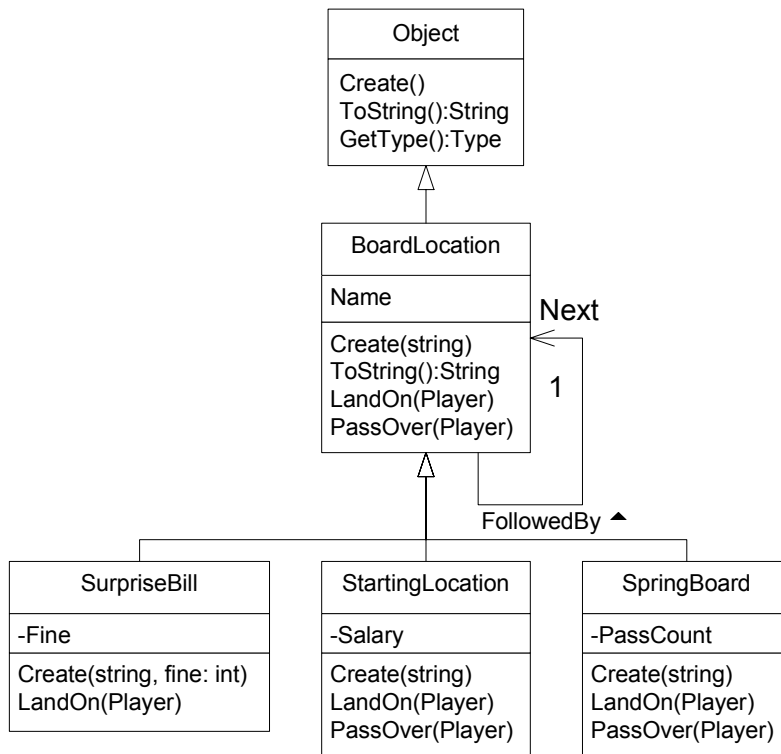 Object
Create()
ToString():String
GetType():Type
BoardLocation
Name
Next
Create(string)
ToString():String
LandOn(Player)
PassOver(Player)
1
FollowedBy
SurpriseBill
-Fine
Create(string, fine: int)
LandOn(Player)
StartingLocation
-Salary
Create(string)
LandOn(Player)
PassOver(Player)
SpringBoard
-PassCount
Create(string)
LandOn(Player)
PassOver(Player)